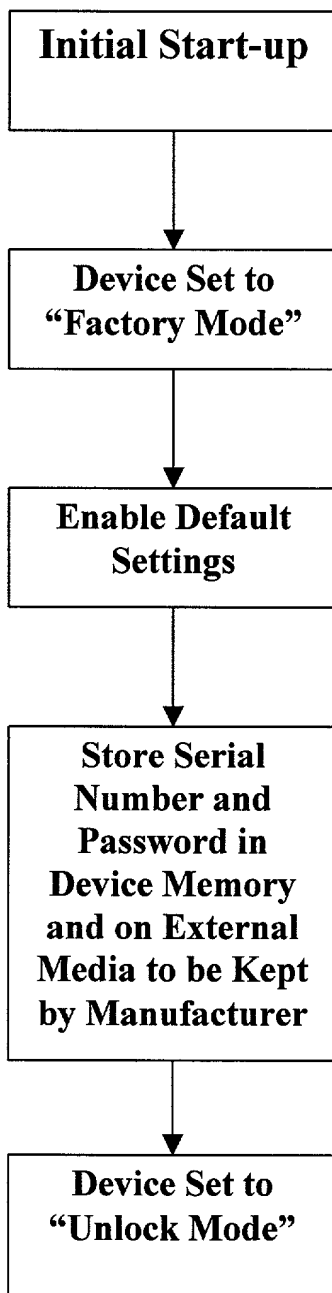 Initial Start-up
Device Set to
“Factory Mode”
Enable Default
Settings
Store Serial
Number and
Password in
Device Memory
and on External
Media to be Kept
by Manufacturer
Device Set to
“Unlock Mode”